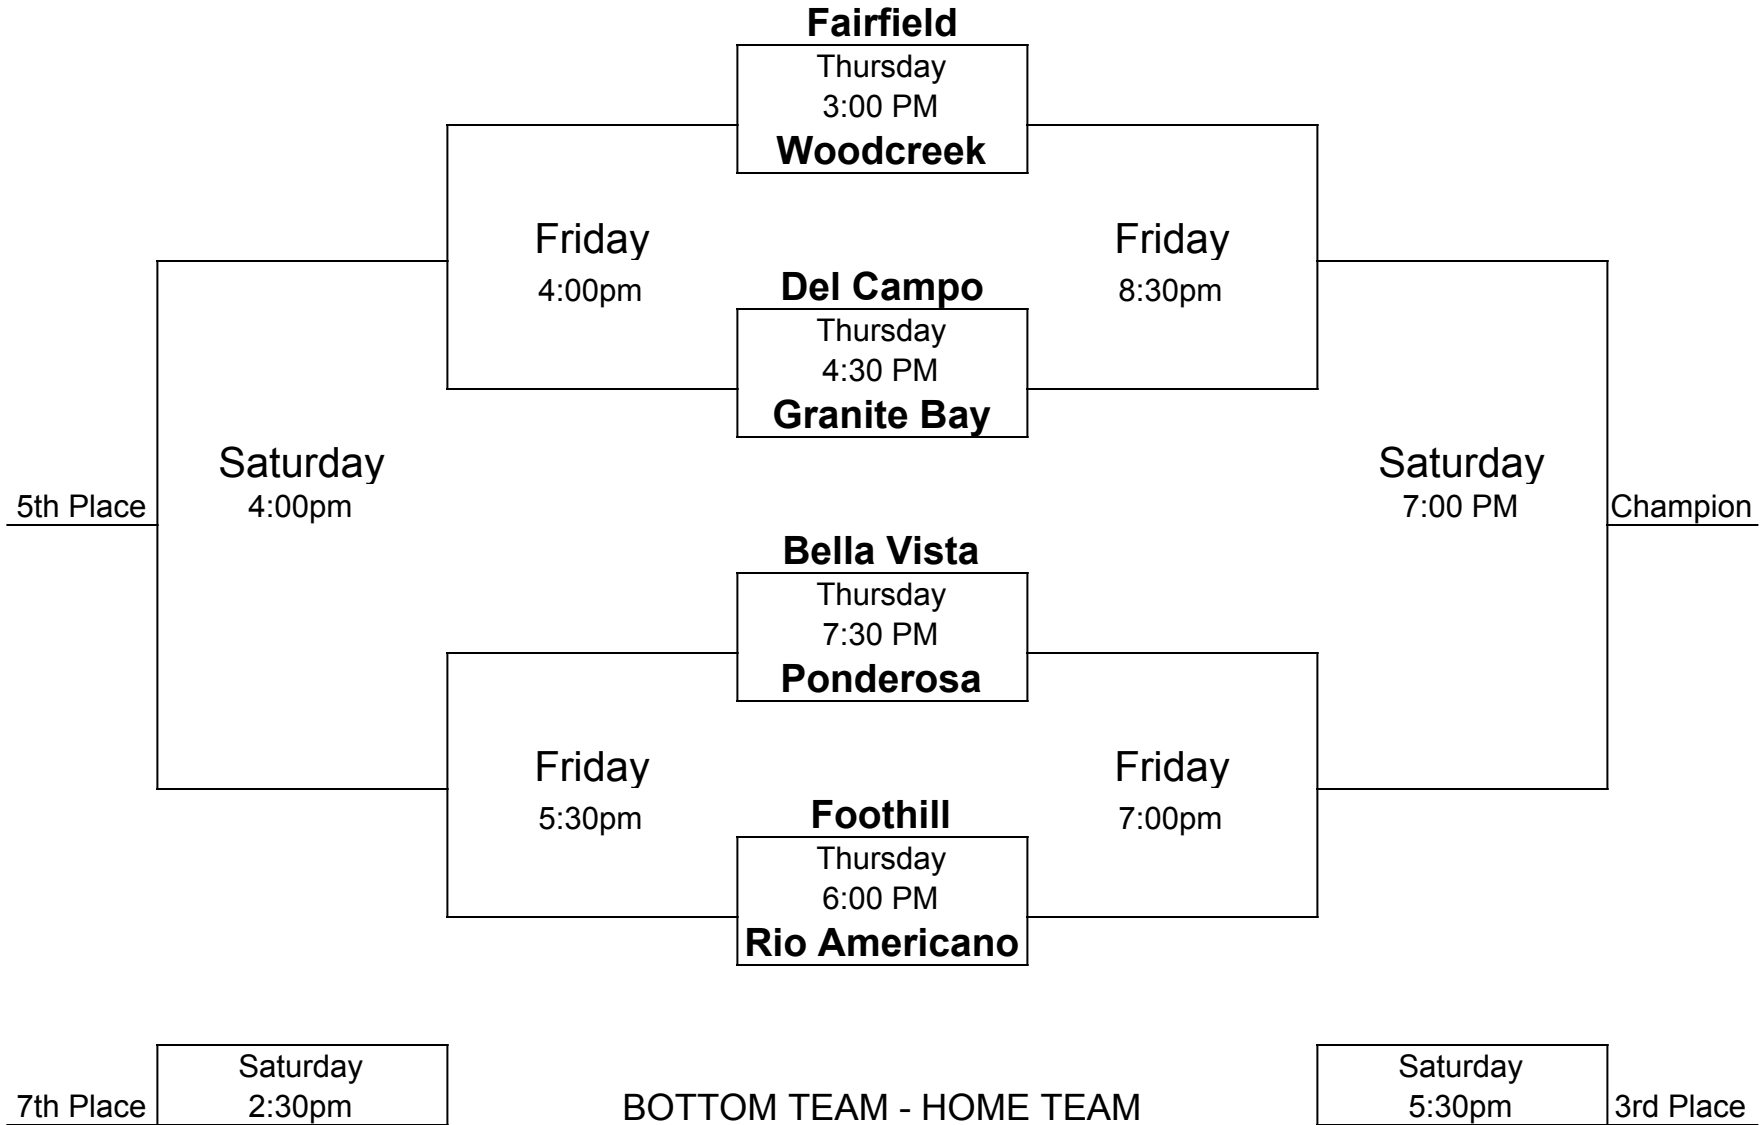 Fairfield
Thursday
3:00 PM
Woodcreek
Friday
4:00pm
Friday
8:30pm
Del Campo
Thursday
4:30 PM
Granite Bay
Saturday
4:00pm
5th Place
Saturday
7:00 PM
Champion
Bella Vista
Thursday
7:30 PM
Ponderosa
Friday
5:30pm
Friday
7:00pm
Foothill
Thursday
6:00 PM
Rio Americano
Saturday
2:30pm
7th Place
BOTTOM TEAM - HOME TEAM
Saturday
5:30pm
3rd Place